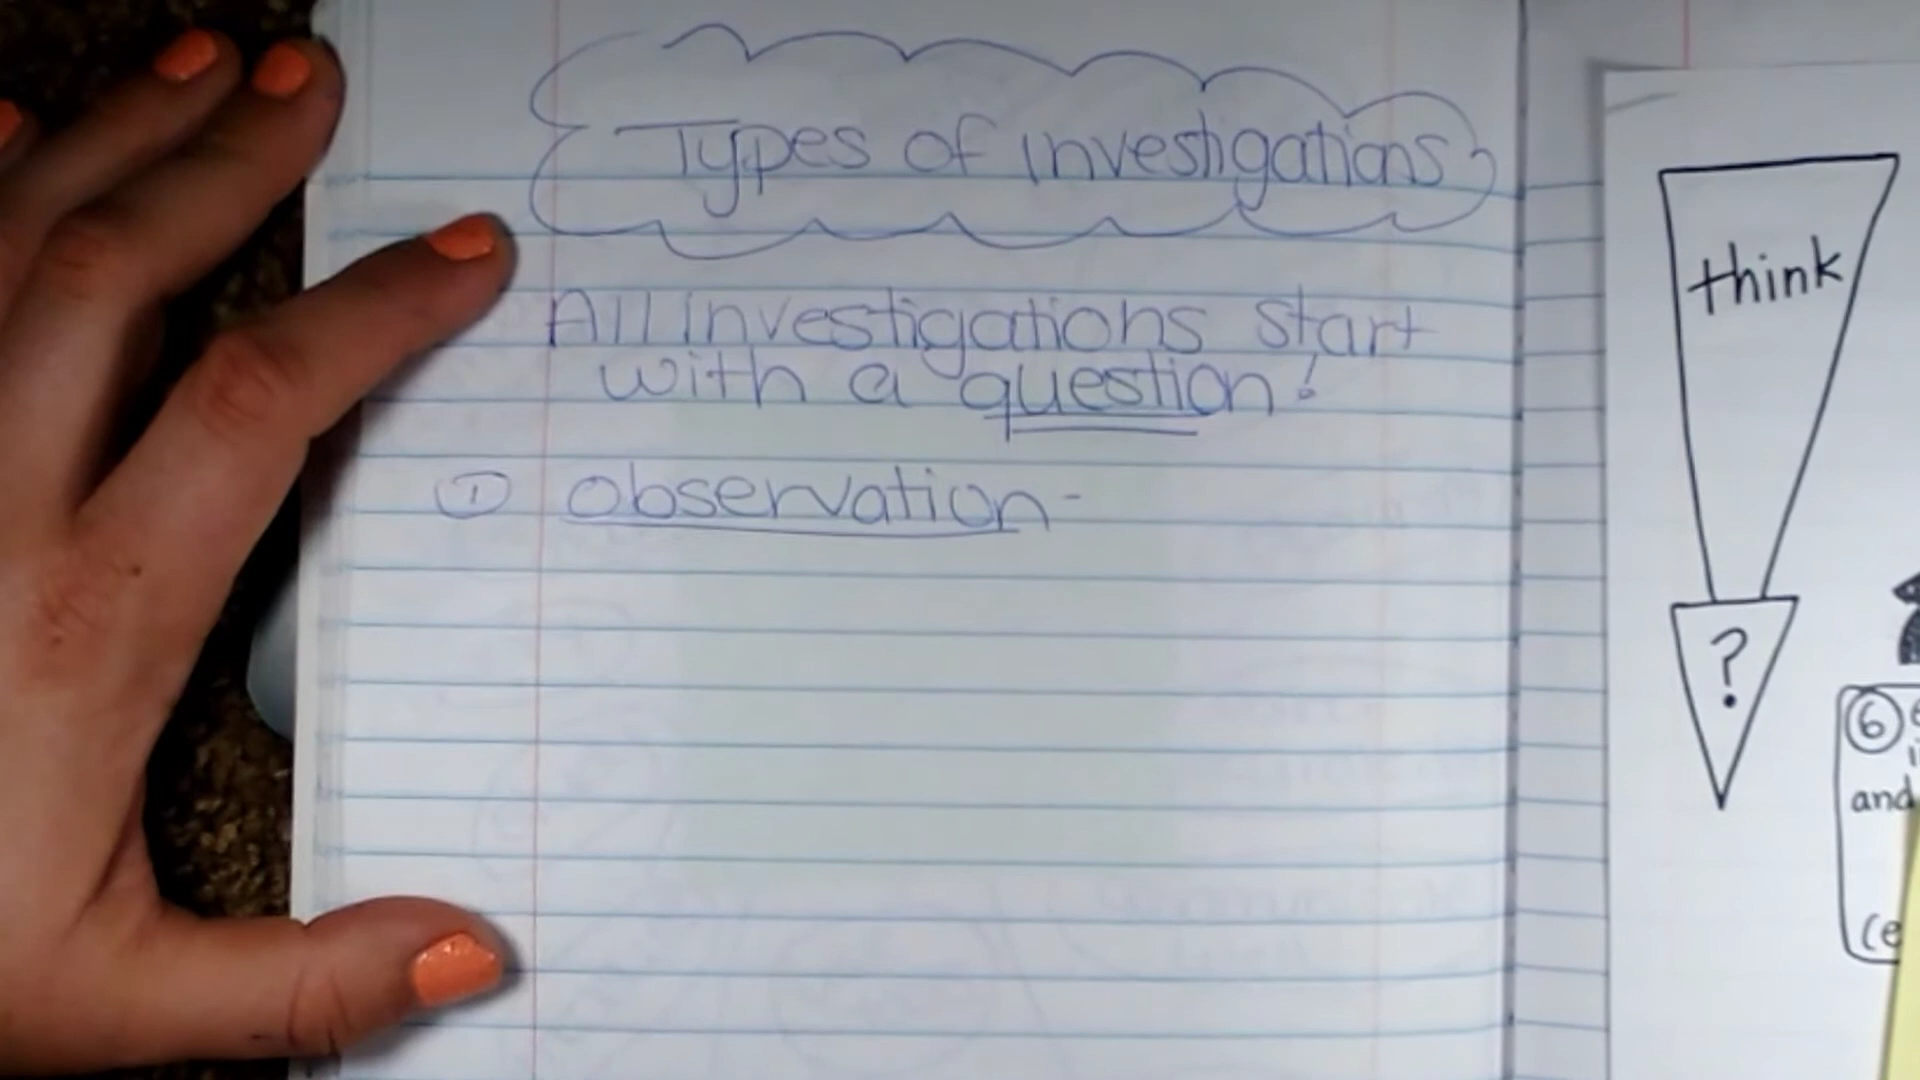 Types of investigations
All investigations start
with a question!
① Observation-
think
?
⑥
and
(e